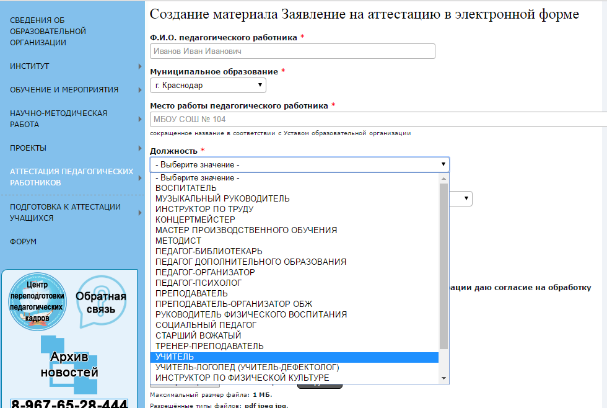 СВЕДЕНИЯ ОБ
ОБРАЗОВАТЕЛЬНОЙ
ОРГАНИЗАЦИИ
ИНСТИТУТ
ОБУЧЕНИЕ И МЕРОПРИЯТИЯ
НАУЧНО-МЕТОДИЧЕСКАЯ
РАБОТА
ПРОЕКТЫ
АТТЕСТАЦИЯ ПЕДАГОГИЧЕСКИХ
РАБОТНИКОВ
ПОДГОТОВКА К АТТЕСТАЦИИ
УЧАЩИХСЯ
ФОРУМ
Центр
переподготовки
педагогических
кадров
Обратная
связь
Архив
новостей
8-967-65-28-444
Создание материала Заявление на аттестацию в электронной форме
Ф.И.О. педагогического работника *
Иванов Иван Иванович
Муниципальное образование *
г. Краснодар
Место работы педагогического работника *
МБОУ СОШ № 104
сокращенное название в соответствии с Уставом образовательной организации
Должность *
- Выберите значение -
- Выберите значение -
ВОСПИТАТЕЛЬ
МУЗЫКАЛЬНЫЙ РУКОВОДИТЕЛЬ
ИНСТРУКТОР ПО ТРУДУ
КОНЦЕРТМЕЙСТЕР
МАСТЕР ПРОИЗВОДСТВЕННОГО ОБУЧЕНИЯ
МЕТОДИСТ
ПЕДАГОГ-БИБЛИОТЕКАРЬ
ПЕДАГОГ ДОПОЛНИТЕЛЬНОГО ОБРАЗОВАНИЯ
ПЕДАГОГ-ОРГАНИЗАТОР
ПЕДАГОГ-ПСИХОЛОГ
ПРЕПОДАВАТЕЛЬ
ПРЕПОДАВАТЕЛЬ-ОРГАНИЗАТОР ОБЖ
РУКОВОДИТЕЛЬ ФИЗИЧЕСКОГО ВОСПИТАНИЯ
СОЦИАЛЬНЫЙ ПЕДАГОГ
СТАРШИЙ ВОЖАТЫЙ
ТРЕНЕР-ПРЕПОДАВАТЕЛЬ
УЧИТЕЛЬ
УЧИТЕЛЬ-ЛОГОПЕД (УЧИТЕЛЬ-ДЕФЕКТОЛОГ)
ИНСТРУКТОР ПО ФИЗИЧЕСКОЙ КУЛЬТУРЕ
рации даю согласие на обработку
Максимальный размер файла: 1 МБ.
Разрешенные типы файлов: pdf jpeg jpg.